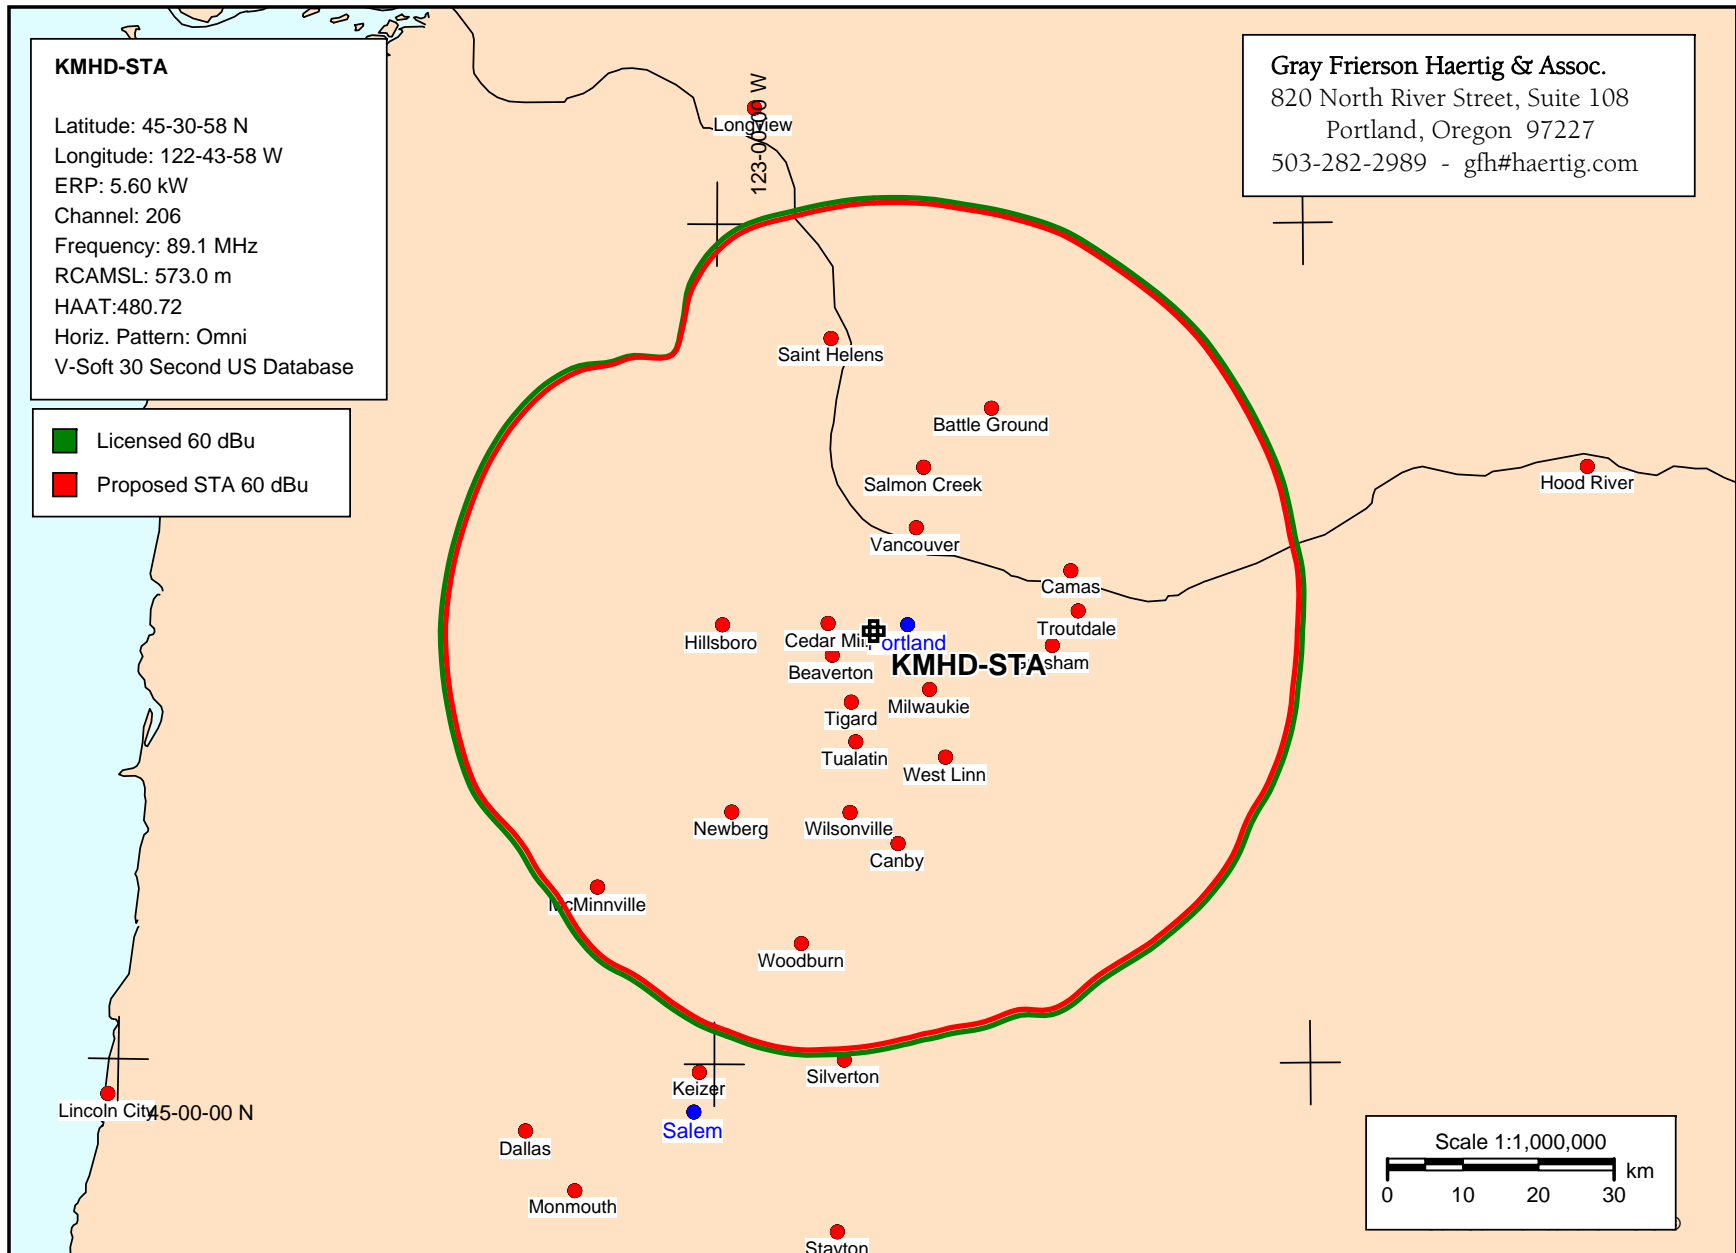 KMHD-STA
Latitude: 45-30-58 N
Longitude: 122-43-58 W
ERP: 5.60 kW
Channel: 206
Frequency: 89.1 MHz
RCAMSL: 573.0 m
HAAT:480.72
Horiz. Pattern: Omni
V-Soft 30 Second US Database
Licensed 60 dBu
Proposed STA 60 dBu
Gray Frierson Haertig & Assoc.
820 North River Street, Suite 108
Portland, Oregon 97227
503-282-2989 - gfh#haertig.com
123-00-00 W
Longview
Saint Helens
Battle Ground
Salmon Creek
Hood River
Vancouver
Camas
Troutdale
Hillsboro
Cedar Mill
Portland
KMHD-STA
Gresham
Beaverton
Milwaukie
Tigard
Tualatin
West Linn
Newberg
Wilsonville
Canby
McMinnville
Woodburn
Silverton
Keizer
Lincoln City
45-00-00 N
Salem
Dallas
Monmouth
Stayton
Scale 1:1,000,000
km
0 10 20 30